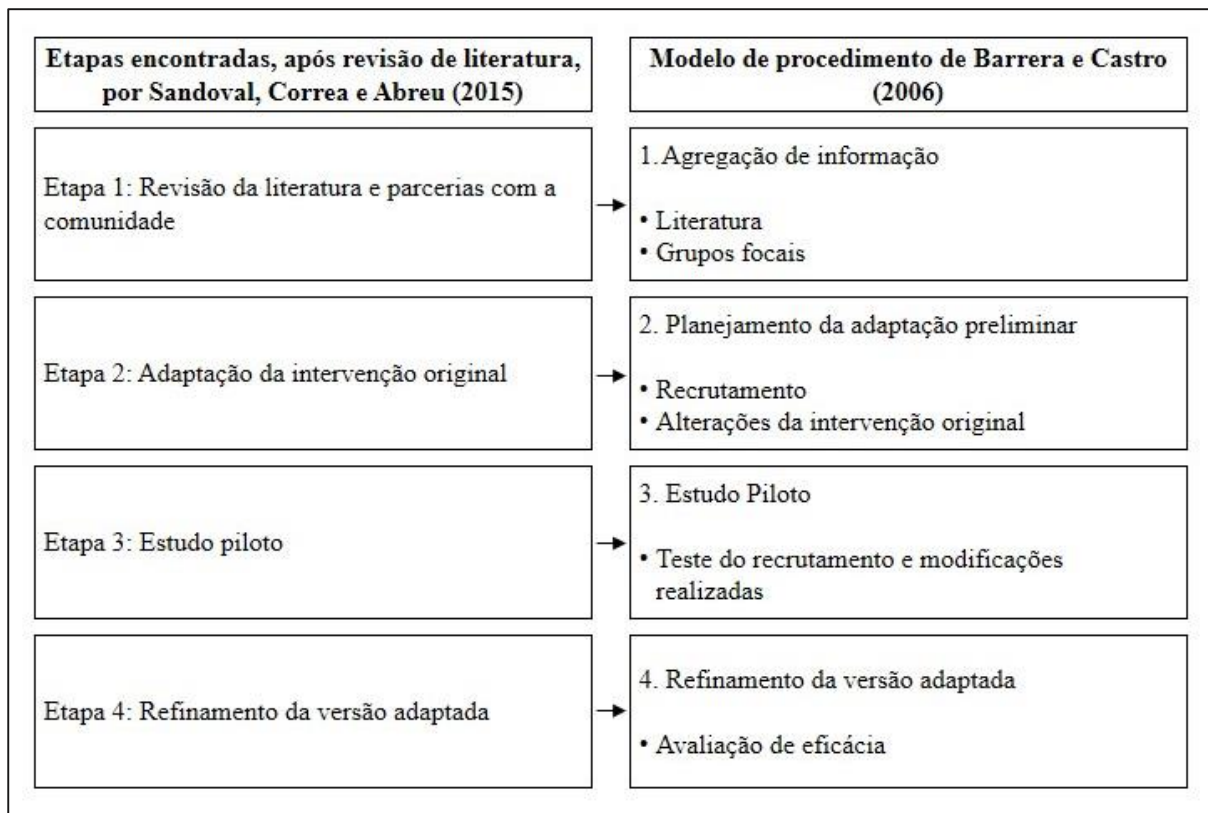 Etapas encontradas, após revisão de literatura,
por Sandoval, Correa e Abreu (2015)
Modelo de procedimento de Barrera e Castro
(2006)
Etapa 1: Revisão da literatura e parcerias com a
comunidade
1. Agregação de informação
• Literatura
• Grupos focais
Etapa 2: Adaptação da intervenção original
2. Planejamento da adaptação preliminar
• Recrutamento
• Alterações da intervenção original
Etapa 3: Estudo piloto
3. Estudo Piloto
• Teste do recrutamento e modificações
realizadas
Etapa 4: Refinamento da versão adaptada
4. Refinamento da versão adaptada
• Avaliação de eficácia